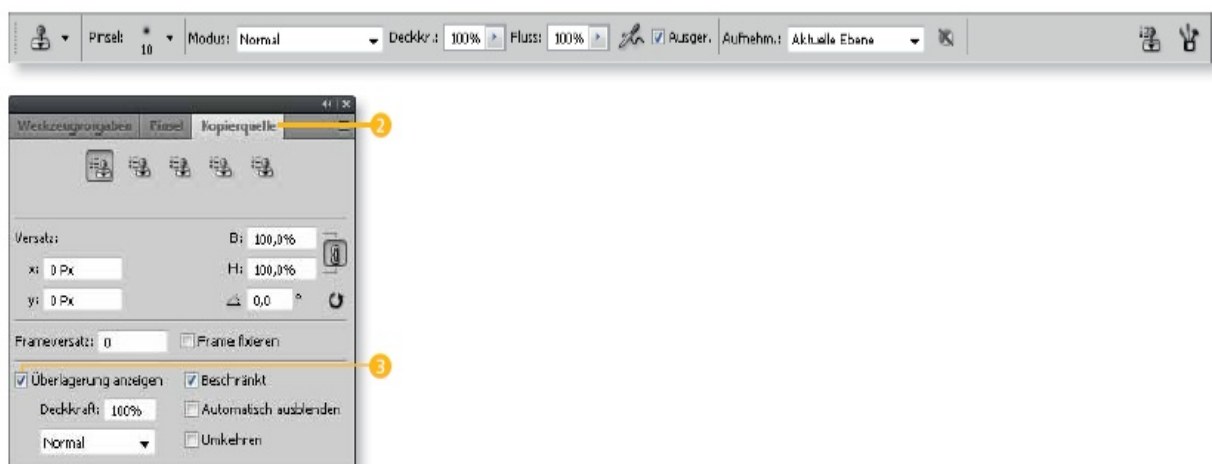 Pinsel: 10 Modus: Normal Deckkr.: 100% Fluss: 100% Ausger. Aufnehm.: Aktuelle Ebene
Werkzeugvorgaben Pinsel Kopierquelle 2
Versatz: B: 100,0%
x: 0 Px H: 100,0%
y: 0 Px 0,0 °
Frameversatz: 0 Frame fixieren
3
Überlagerung anzeigen Beschränkt
Deckkraft: 100% Automatisch ausblenden
Normal Umkehren